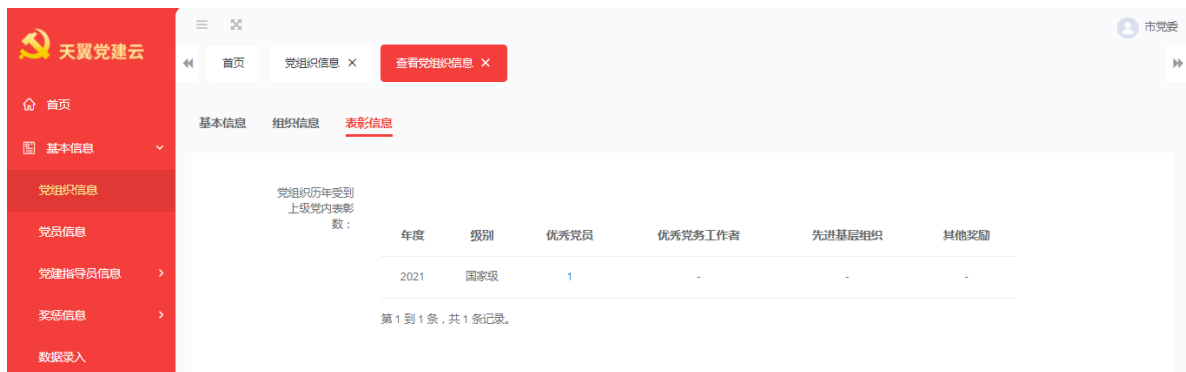 天翼党建云
市党委
首页 党组织信息 × 查看党组织信息 ×
首页
基本信息
党组织信息
党员信息
党建指导员信息
奖惩信息
数据录入
基本信息 组织信息 表彰信息
党组织历年受到
上级党内表彰
数：
年度 级别 优秀党员 优秀党务工作者 先进基层组织 其他奖励
2021 国家级 1 - - -
第 1 到 1 条，共 1 条记录。